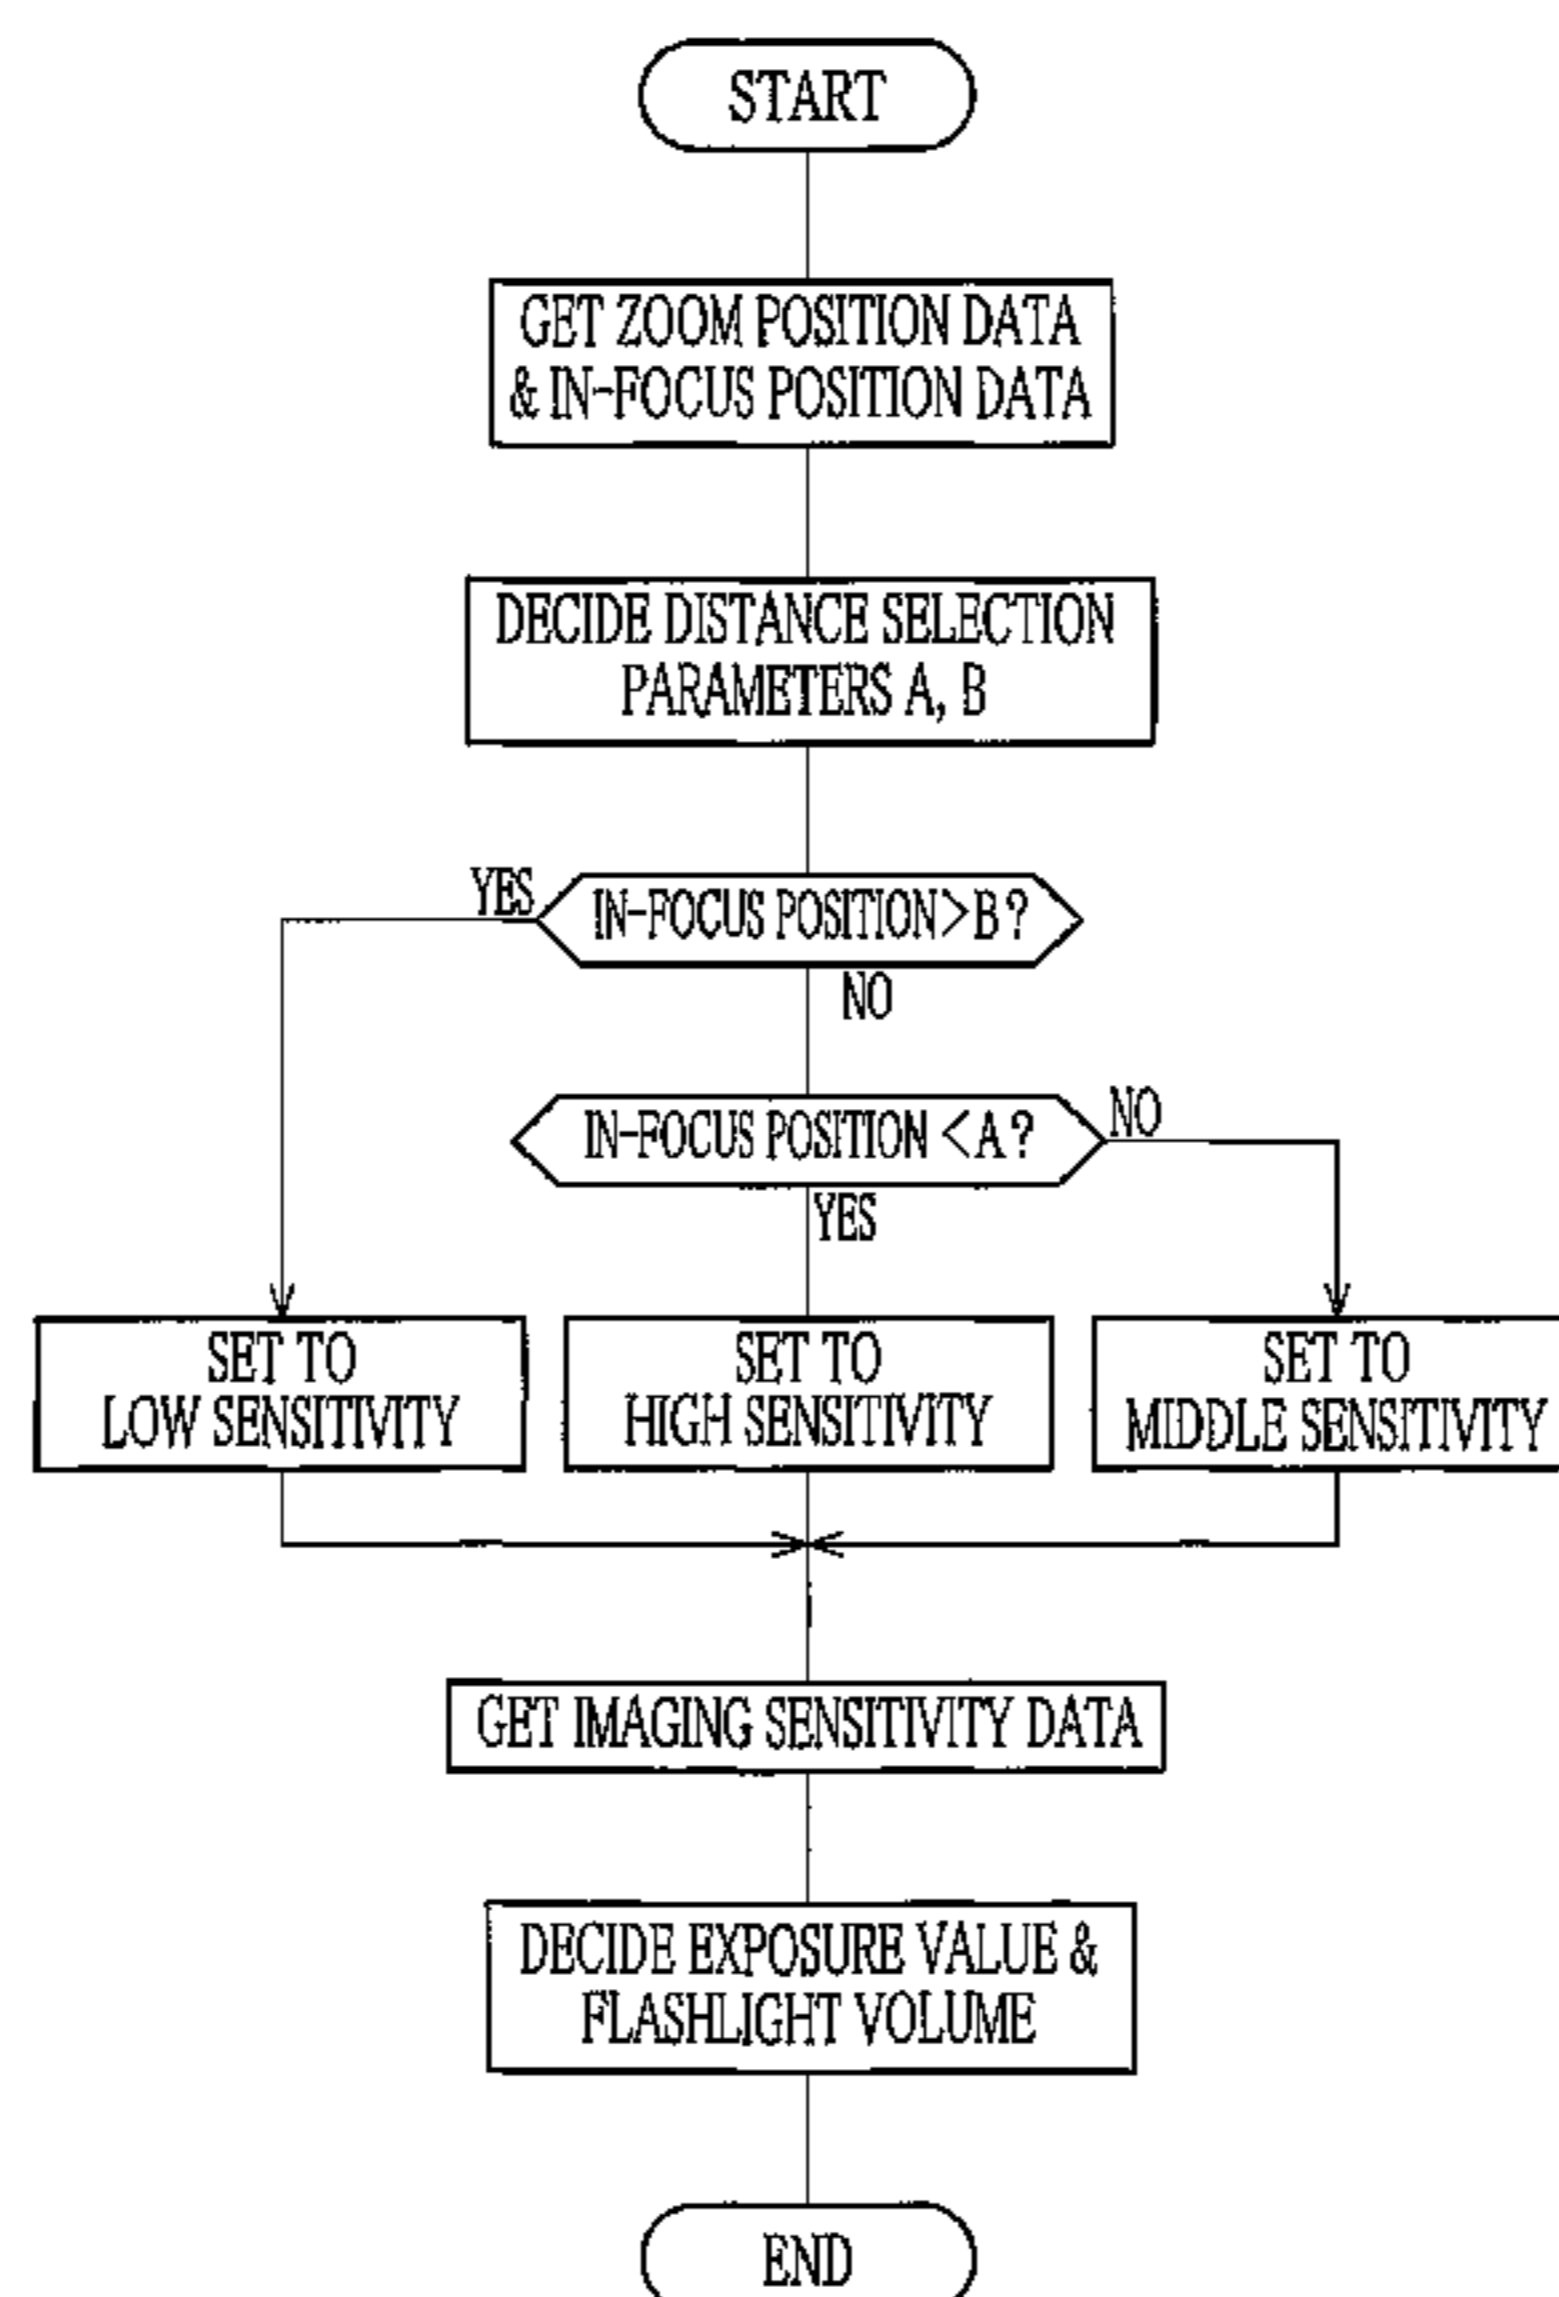 START
GET ZOOM POSITION DATA
& IN-FOCUS POSITION DATA
DECIDE DISTANCE SELECTION
PARAMETERS A, B
YES
IN-FOCUS POSITION>B?
NO
IN-FOCUS POSITION <A?
NO
YES
SET TO
LOW SENSITIVITY
SET TO
HIGH SENSITIVITY
SET TO
MIDDLE SENSITIVITY
GET IMAGING SENSITIVITY DATA
DECIDE EXPOSURE VALUE &
FLASHLIGHT VOLUME
END